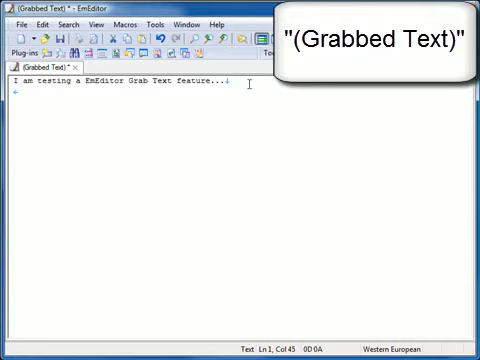 (Grabbed Text) * - EmEditor
"(Grabbed Text)"
File Edit Search View Macros Tools Window Help
Plug-ins
(Grabbed Text) *
I am testing a EmEditor Grab Text feature...
Text Ln 1, Col 45 0D 0A Western European